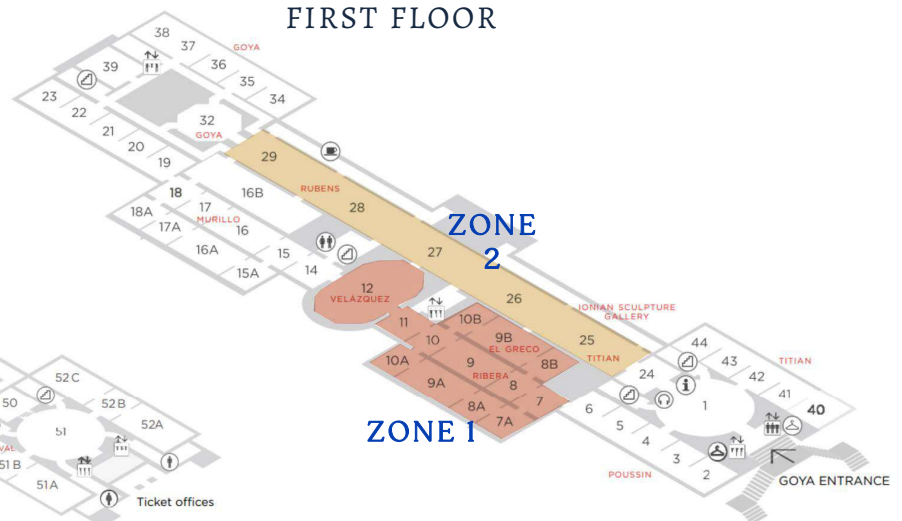 FIRST FLOOR
38
37
GOYA
36
39
35
34
23
22
32
GOYA
21
20
19
29
18
16B
RUBENS
28
18A
17
MURILLO
17A
16
16A
15
15A
14
ZONE
2
27
12
VELÁZQUEZ
26
IONIAN SCULPTURE
GALLERY
11
10B
10
9B
EL GRECO
25
TITIAN
10A
9
8B
RIBERA
9A
8
8A
7
7A
ZONE 1
44
43
TITIAN
42
24
41
40
1
6
5
4
3
2
POUSSIN
GOYA ENTRANCE
52C
50
52B
52A
51
VAL
51B
51A
Ticket offices